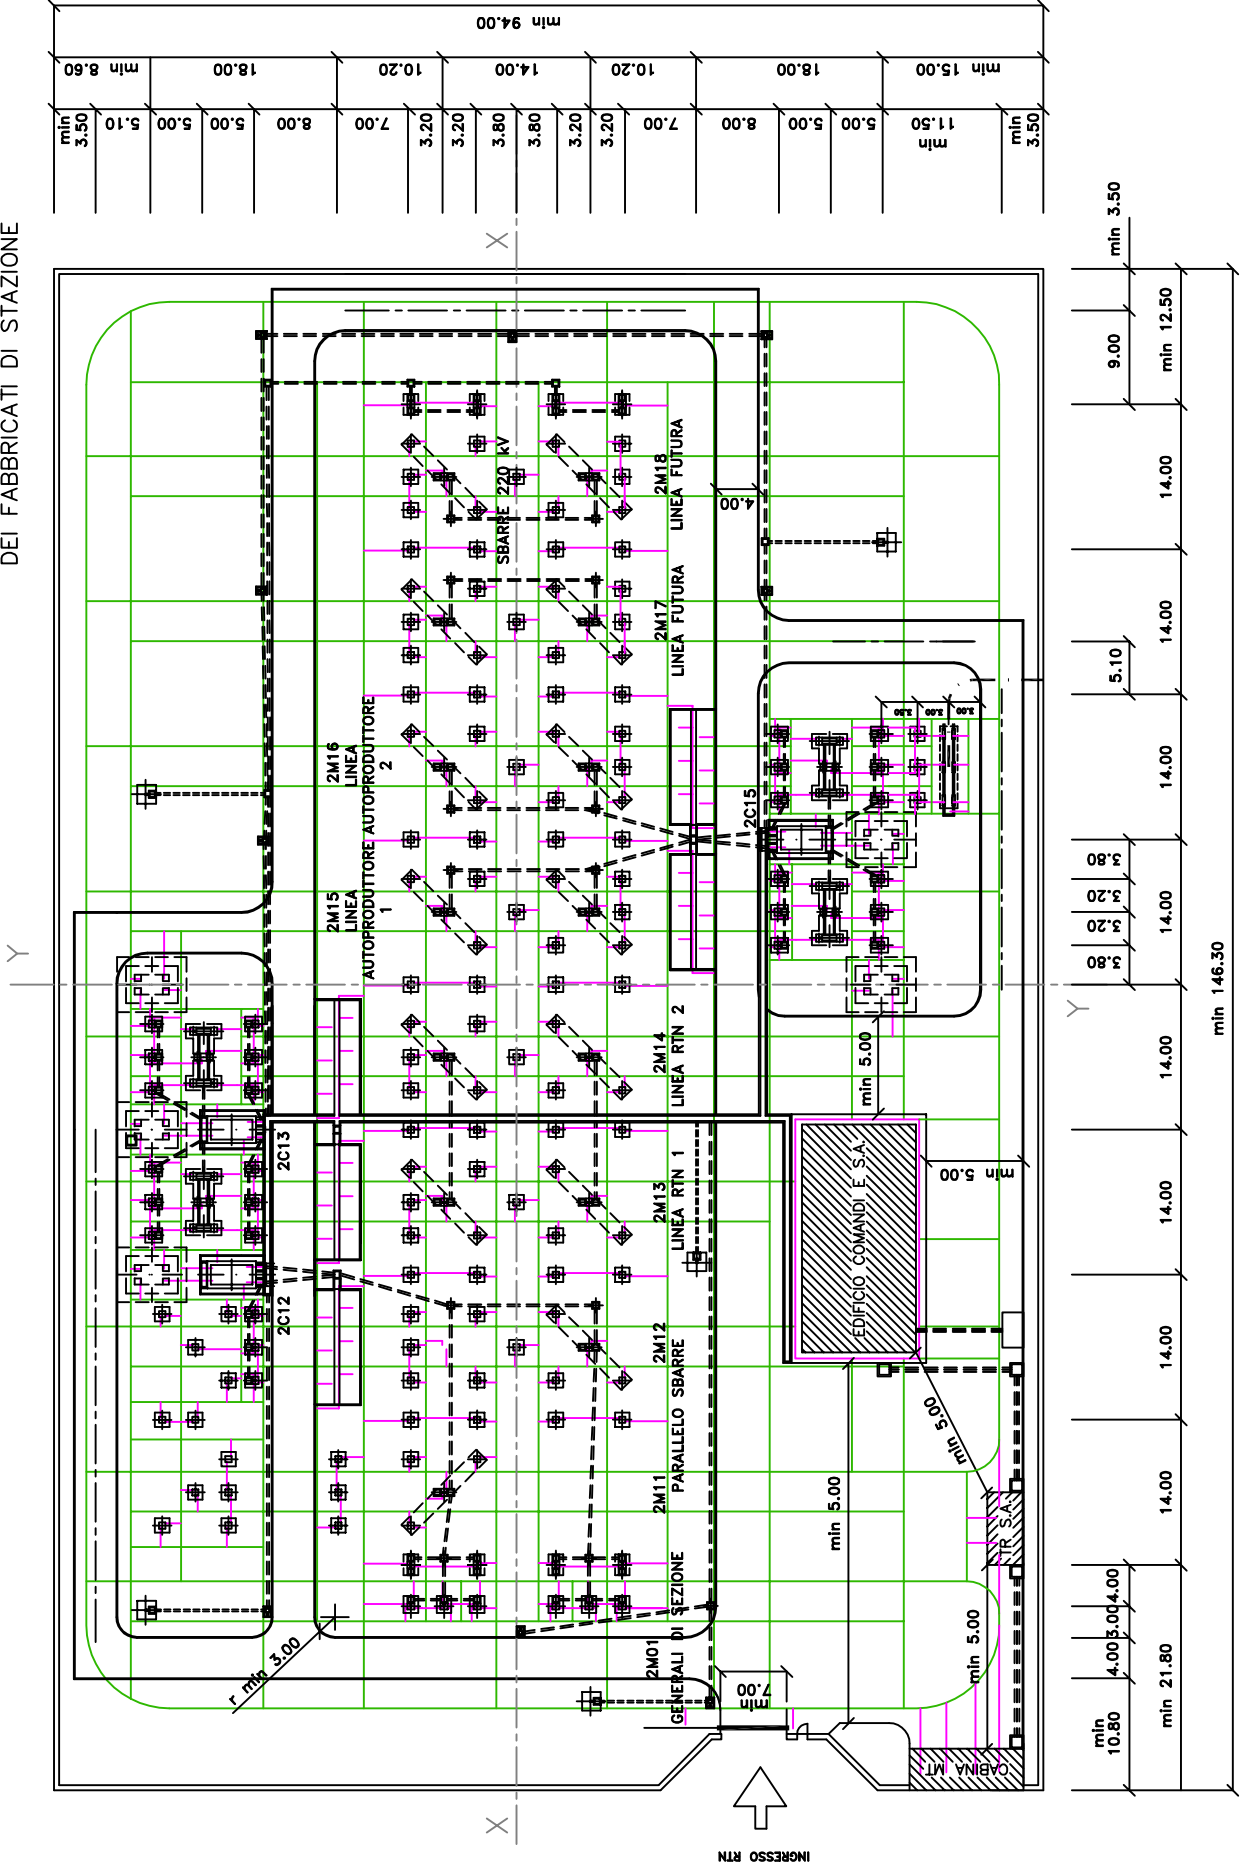 DEI FABBRICATI DI STAZIONE
min 94.00
min 8.60
18.00
10.20
14.00
10.20
18.00
min 15.00
min
3.50
5.10
5.00
5.00
8.00
7.00
3.20
3.20
3.80
3.80
3.20
3.20
7.00
8.00
5.00
5.00
min
11.50
min
3.50
X
Y
min 3.50
9.00
min 12.50
14.00
14.00
5.10
14.00
3.80
3.20
3.20
3.80
14.00
min 146.30
14.00
14.00
14.00
14.00
4.00
3.00
4.00
min
10.80
min 21.80
SBARRE 220 kV
2M18
LINEA FUTURA
4.00
2M17
LINEA FUTURA
2M16
LINEA
AUTOPRODUTTORE
2
2M15
LINEA
AUTOPRODUTTORE
1
2C15
3.50
3.00
3.00
2M14
LINEA RTN 2
min 5.00
Y
2M13
LINEA RTN 1
2C13
EDIFICIO COMANDI E S.A.
min 5.00
2C12
2M12
PARALLELO SBARRE
2M11
min 5.00
min 5.00
TR S.A.
min 5.00
r min 3.00
2M01
GENERALI DI SEZIONE
min
7.00
CABINA MT
X
INGRESSO RTN